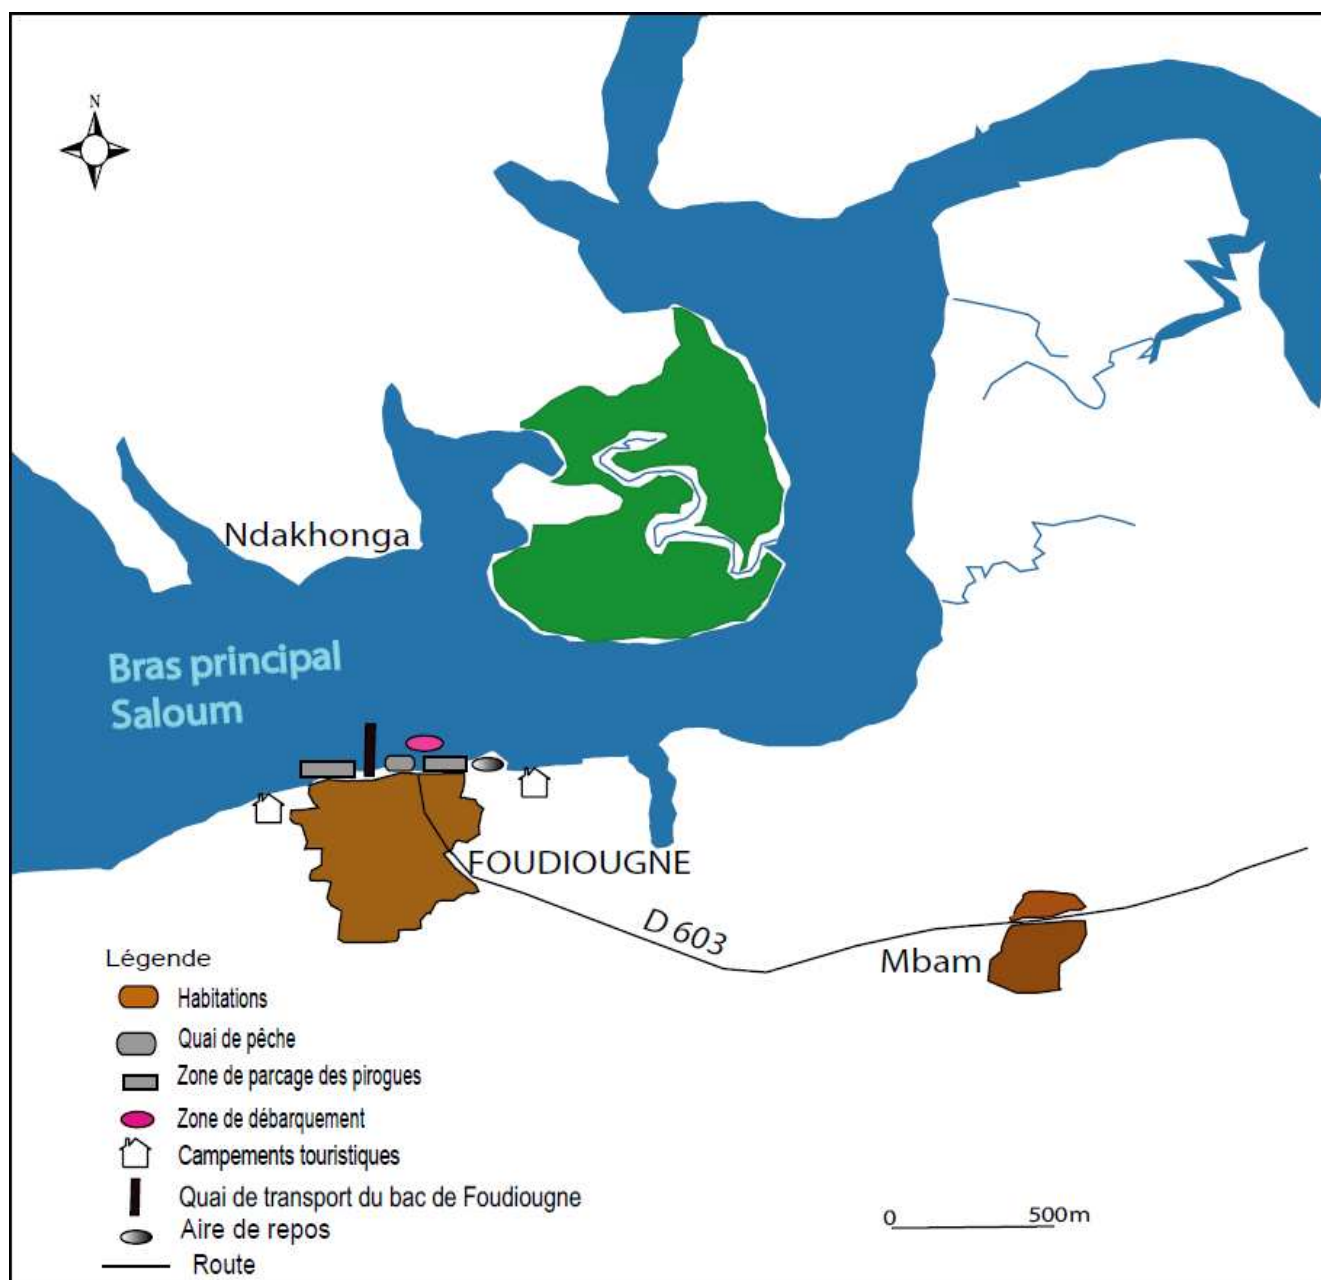 N
Ndakhonga
Bras principal
Saloum
FOUDIOUGNE
D 603
Mbam
Légende
Habitations
Quai de pêche
Zone de parcage des pirogues
Zone de débarquement
Campements touristiques
Quai de transport du bac de Foudiougne
Aire de repos
Route
0 500m